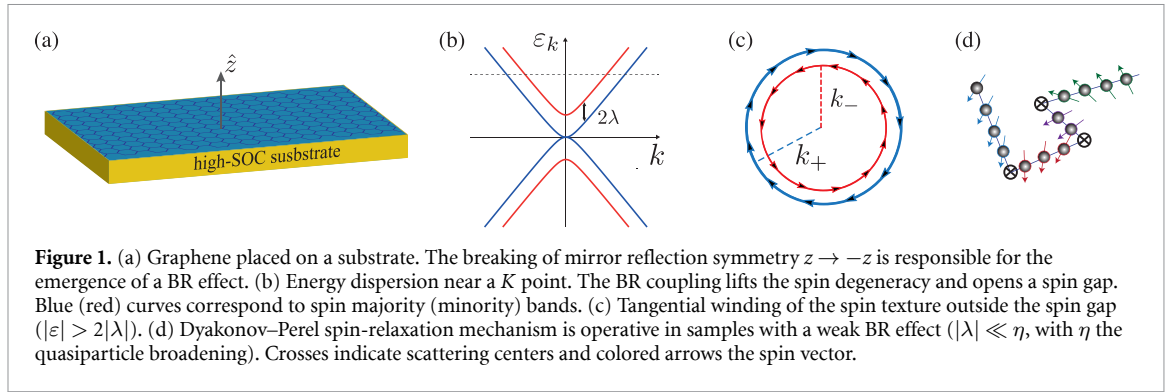 (a)
ẑ
high-SOC susbstrate
(b)
εk
2λ
k
(c)
k−
k+
(d)
Figure 1. (a) Graphene placed on a substrate. The breaking of mirror reflection symmetry z → −z is responsible for the
emergence of a BR effect. (b) Energy dispersion near a K point. The BR coupling lifts the spin degeneracy and opens a spin gap.
Blue (red) curves correspond to spin majority (minority) bands. (c) Tangential winding of the spin texture outside the spin gap
(|ε| > 2|λ|). (d) Dyakonov–Perel spin-relaxation mechanism is operative in samples with a weak BR effect (|λ| ≪ η, with η the
quasiparticle broadening). Crosses indicate scattering centers and colored arrows the spin vector.